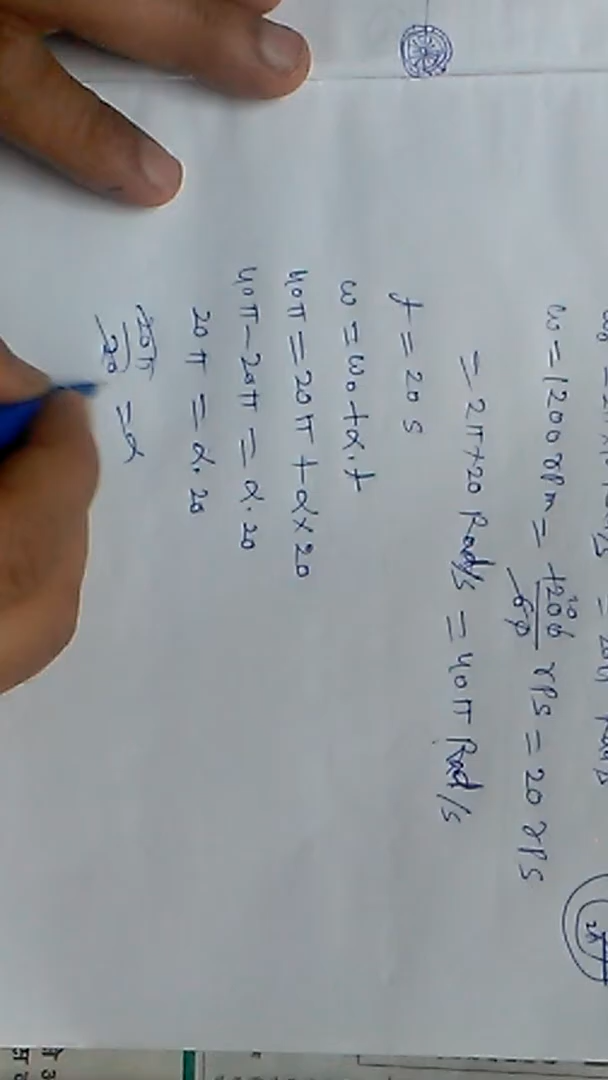 ω = 1200 rpm = 1200/60 rps = 20 rps
= 2π×20 Rad/s = 40π Rad/s
t = 20 s
ω = ω₀ + α.t
40π = 20π + α×20
40π - 20π = α.20
20π = α.20
20π/20 = α